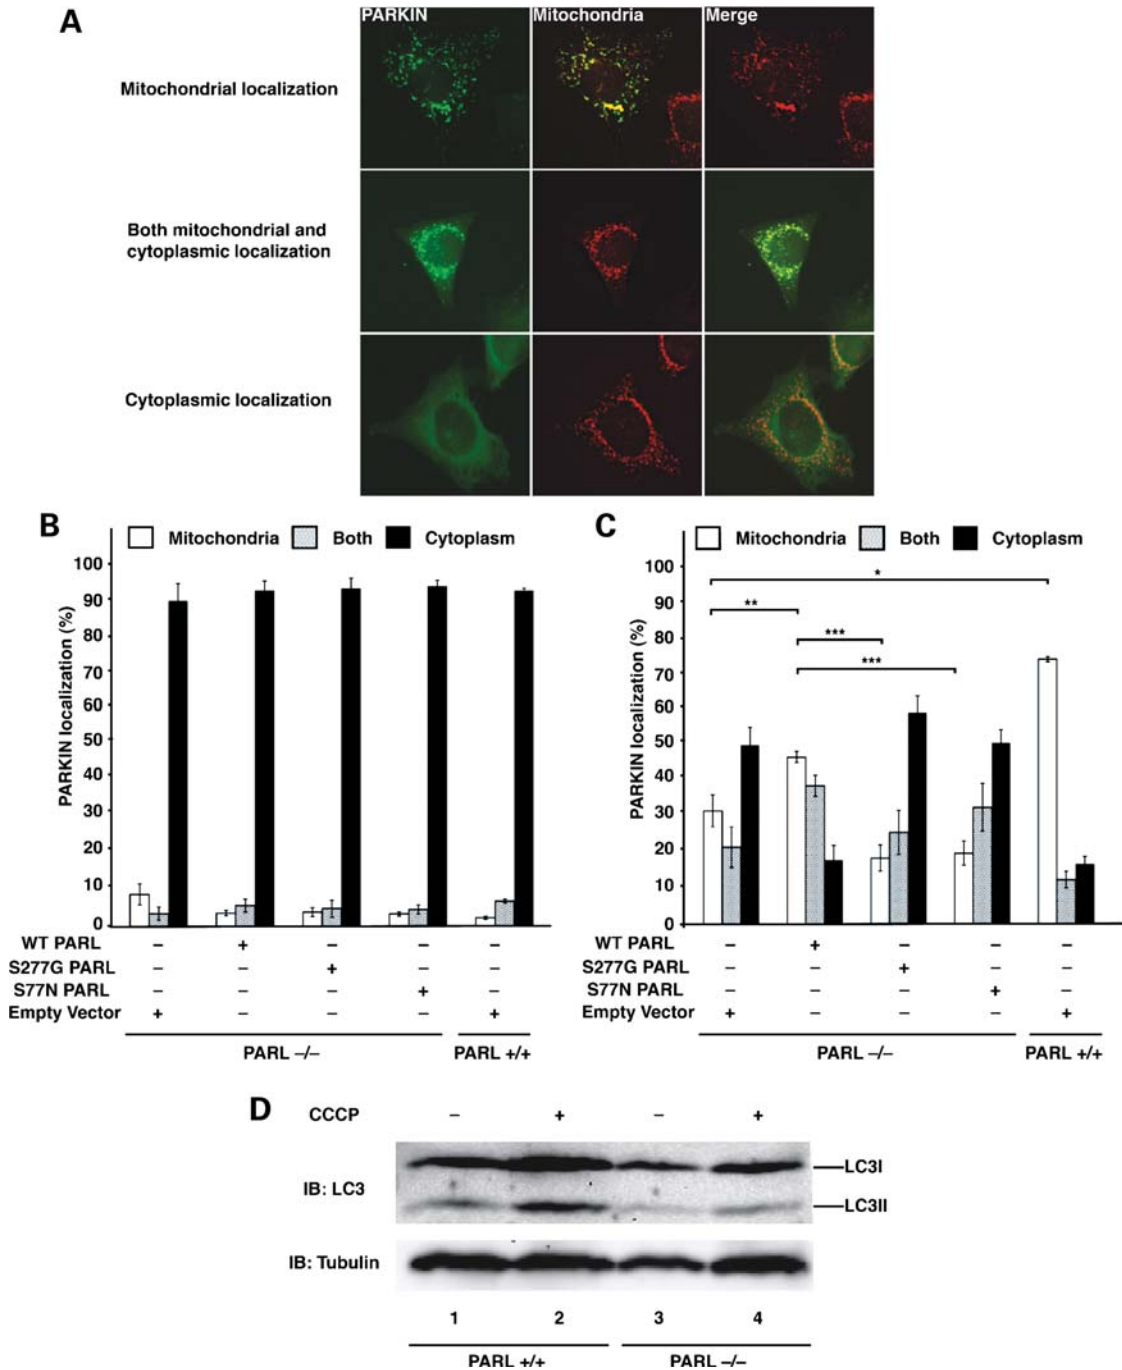 A
PARKIN Mitochondria Merge
Mitochondrial localization
Both mitochondrial and
cytoplasmic localization
Cytoplasmic localization
B
Mitochondria Both Cytoplasm
PARKIN localization (%)
100
90
80
70
60
50
40
30
20
10
0
WT PARL – + – – –
S277G PARL – – + – –
S77N PARL – – – + –
Empty Vector + – – – +
PARL –/– PARL +/+
C
Mitochondria Both Cytoplasm
PARKIN localization (%)
100
90
80
70
60
50
40
30
20
10
0
*
**
***
***
WT PARL – + – – –
S277G PARL – – + – –
S77N PARL – – – + –
Empty Vector + – – – +
PARL –/– PARL +/+
D
CCCP – + – +
IB: LC3
LC3I
LC3II
IB: Tubulin
1 2 3 4
PARL +/+ PARL –/–